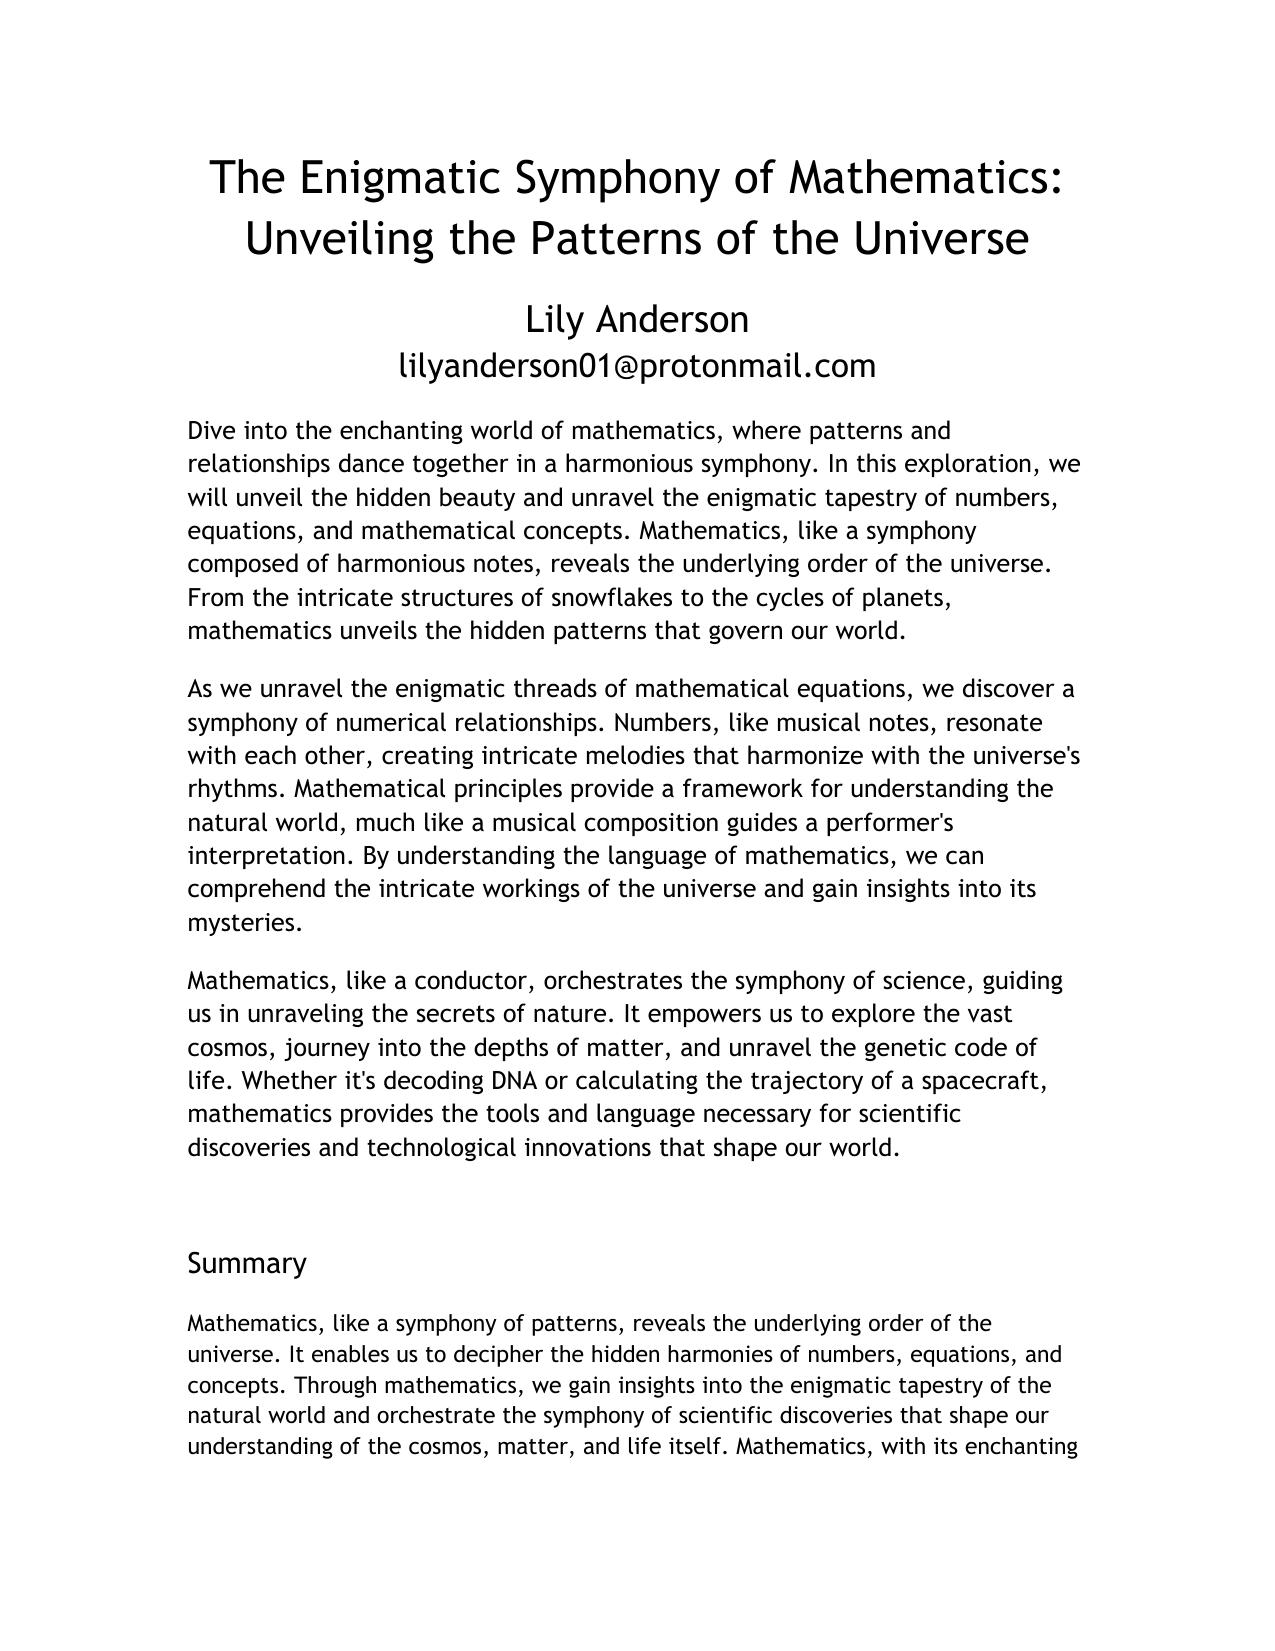 The Enigmatic Symphony of Mathematics:
Unveiling the Patterns of the Universe
Lily Anderson
lilyanderson01@protonmail.com
Dive into the enchanting world of mathematics, where patterns and
relationships dance together in a harmonious symphony. In this exploration, we
will unveil the hidden beauty and unravel the enigmatic tapestry of numbers,
equations, and mathematical concepts. Mathematics, like a symphony
composed of harmonious notes, reveals the underlying order of the universe.
From the intricate structures of snowflakes to the cycles of planets,
mathematics unveils the hidden patterns that govern our world.
As we unravel the enigmatic threads of mathematical equations, we discover a
symphony of numerical relationships. Numbers, like musical notes, resonate
with each other, creating intricate melodies that harmonize with the universe's
rhythms. Mathematical principles provide a framework for understanding the
natural world, much like a musical composition guides a performer's
interpretation. By understanding the language of mathematics, we can
comprehend the intricate workings of the universe and gain insights into its
mysteries.
Mathematics, like a conductor, orchestrates the symphony of science, guiding
us in unraveling the secrets of nature. It empowers us to explore the vast
cosmos, journey into the depths of matter, and unravel the genetic code of
life. Whether it's decoding DNA or calculating the trajectory of a spacecraft,
mathematics provides the tools and language necessary for scientific
discoveries and technological innovations that shape our world.
Summary
Mathematics, like a symphony of patterns, reveals the underlying order of the
universe. It enables us to decipher the hidden harmonies of numbers, equations, and
concepts. Through mathematics, we gain insights into the enigmatic tapestry of the
natural world and orchestrate the symphony of scientific discoveries that shape our
understanding of the cosmos, matter, and life itself. Mathematics, with its enchanting